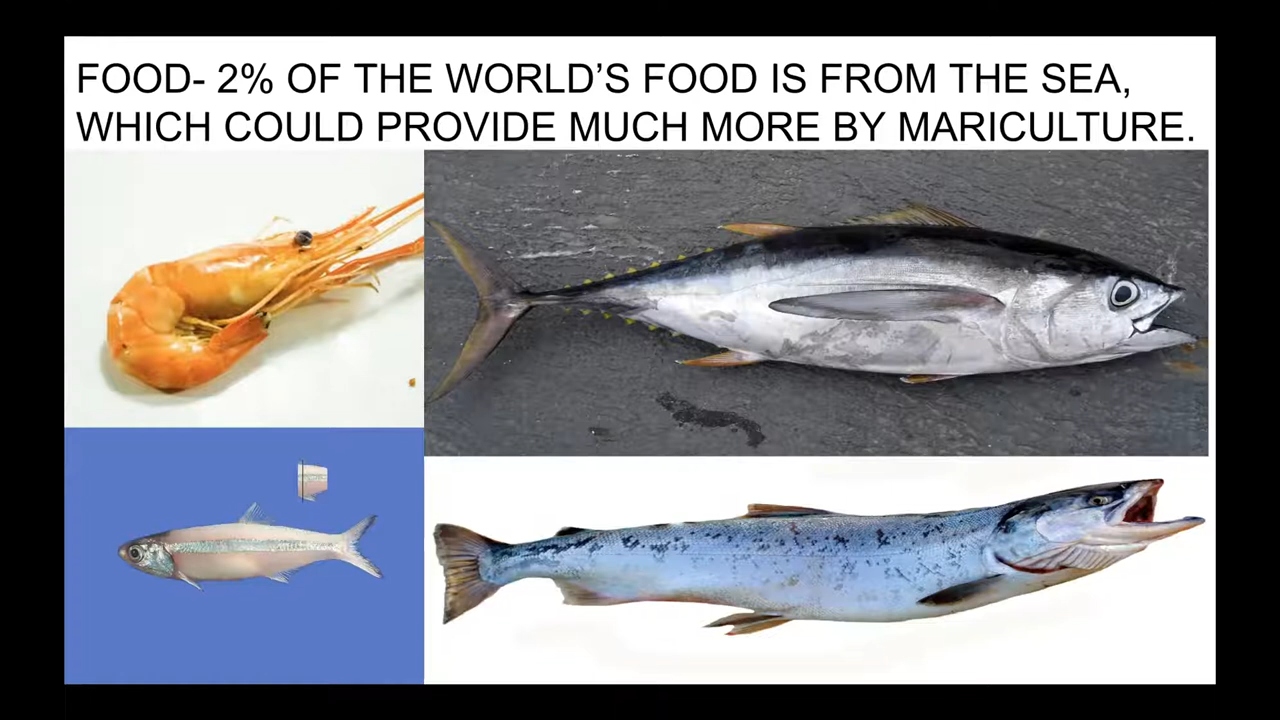 FOOD- 2% OF THE WORLD’S FOOD IS FROM THE SEA,
WHICH COULD PROVIDE MUCH MORE BY MARICULTURE.